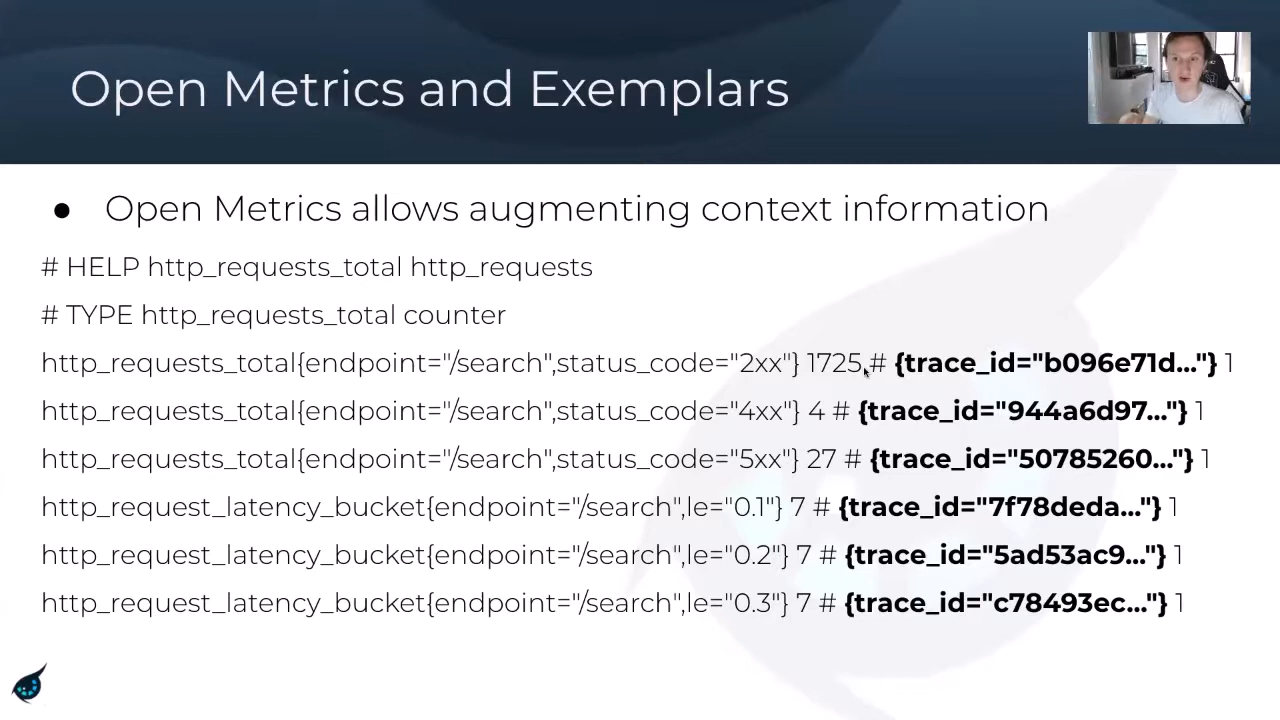 Open Metrics and Exemplars
● Open Metrics allows augmenting context information
# HELP http_requests_total http_requests
# TYPE http_requests_total counter
http_requests_total{endpoint="/search",status_code="2xx"} 1725 # {trace_id="b096e71d..."} 1
http_requests_total{endpoint="/search",status_code="4xx"} 4 # {trace_id="944a6d97..."} 1
http_requests_total{endpoint="/search",status_code="5xx"} 27 # {trace_id="50785260..."} 1
http_request_latency_bucket{endpoint="/search",le="0.1"} 7 # {trace_id="7f78deda..."} 1
http_request_latency_bucket{endpoint="/search",le="0.2"} 7 # {trace_id="5ad53ac9..."} 1
http_request_latency_bucket{endpoint="/search",le="0.3"} 7 # {trace_id="c78493ec..."} 1